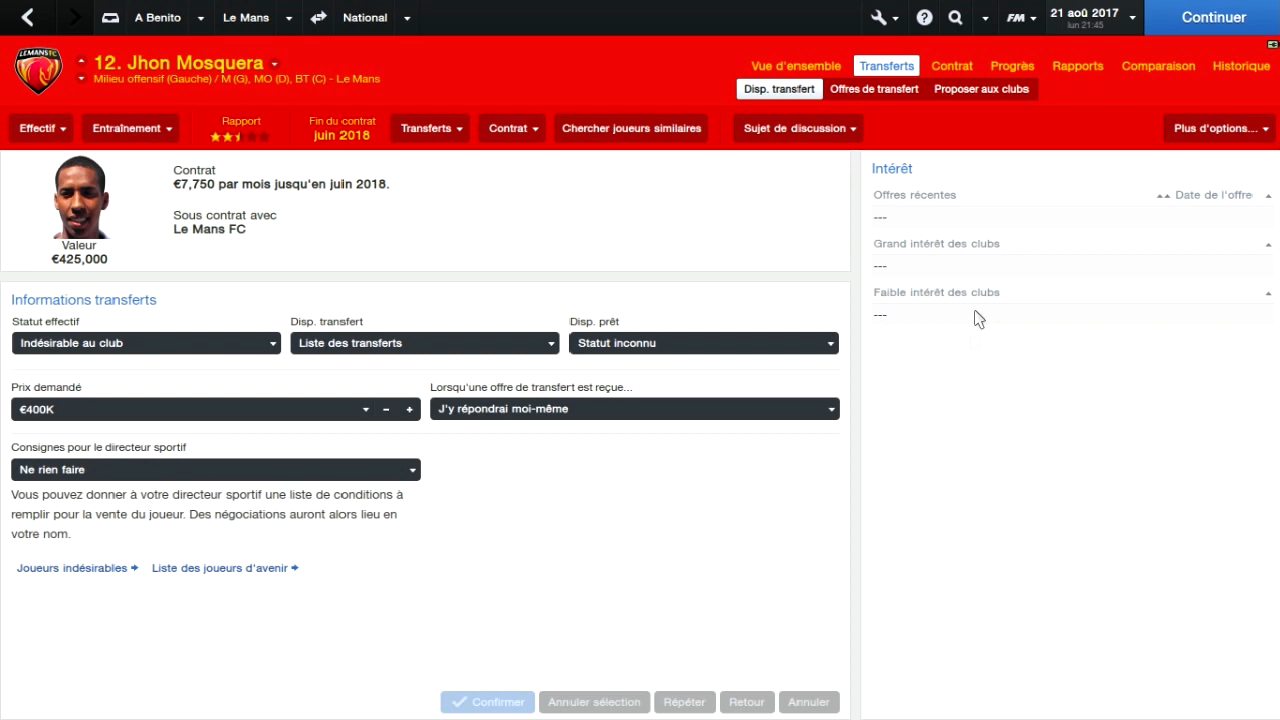 A Benito
Le Mans
National
FM
21 aoû 2017
lun 21:45
Continuer
LE MANS FC
12. Jhon Mosquera
Milieu offensif (Gauche) / M (G), MO (D), BT (C) - Le Mans
Vue d'ensemble
Transferts
Contrat
Progrès
Rapports
Comparaison
Historique
Disp. transfert
Offres de transfert
Proposer aux clubs
Effectif
Entraînement
Rapport
Fin du contrat
juin 2018
Transferts
Contrat
Chercher joueurs similaires
Sujet de discussion
Plus d'options....
Valeur
€425,000
Contrat
€7,750 par mois jusqu'en juin 2018.
Sous contrat avec
Le Mans FC
Intérêt
Offres récentes
Date de l'offre
---
Grand intérêt des clubs
---
Faible intérêt des clubs
---
Informations transferts
Statut effectif
Disp. transfert
Disp. prêt
Indésirable au club
Liste des transferts
Statut inconnu
Prix demandé
Lorsqu'une offre de transfert est reçue...
€400K
- +
J'y répondrai moi-même
Consignes pour le directeur sportif
Ne rien faire
Vous pouvez donner à votre directeur sportif une liste de conditions à
remplir pour la vente du joueur. Des négociations auront alors lieu en
votre nom.
Joueurs indésirables
Liste des joueurs d'avenir
Confirmer
Annuler sélection
Répéter
Retour
Annuler